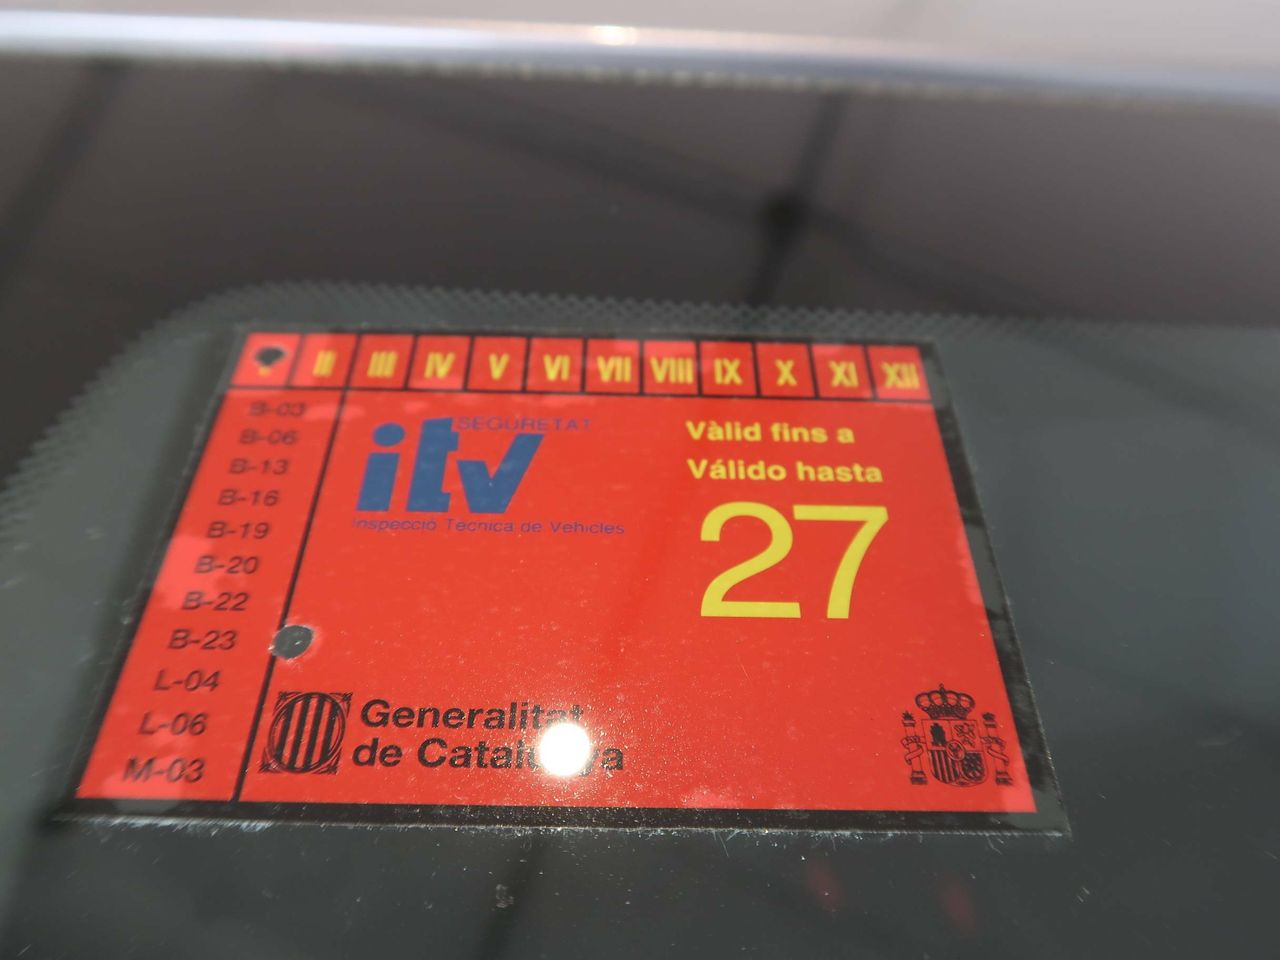 II III IV V VI VII VIII IX X XI XII
B-03
B-06
B-13
B-16
B-19
B-20
B-22
B-23
L-04
L-06
M-03
SEGURETAT
itv
Inspecció Tècnica de Vehicles
Vàlid fins a
Válido hasta
27
Generalitat
de Catalunya